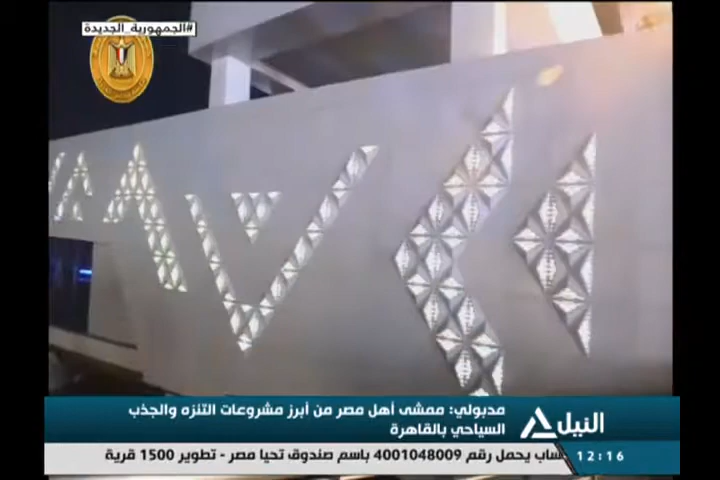 #الجمهورية_الجديدة
مدبولي: ممشى أهل مصر من أبرز مشروعات التنزه والجذب
السياحي بالقاهرة
النيل
ساب يحمل رقم 4001048009 باسم صندوق تحيا مصر - تطوير 1500 قرية
12:16